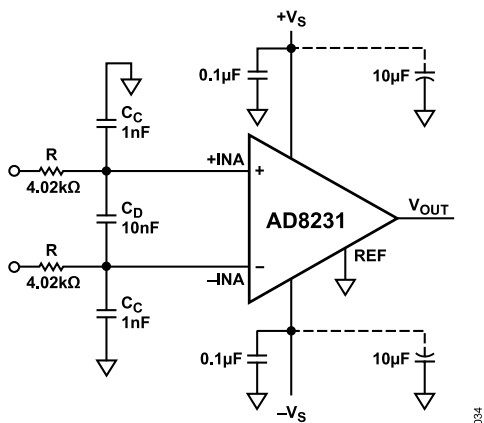 +VS
0.1µF
10µF
CC
1nF
R
4.02kΩ
+INA
+
CD
10nF
AD8231
VOUT
R
4.02kΩ
–INA
–
REF
CC
1nF
0.1µF
10µF
–VS
034